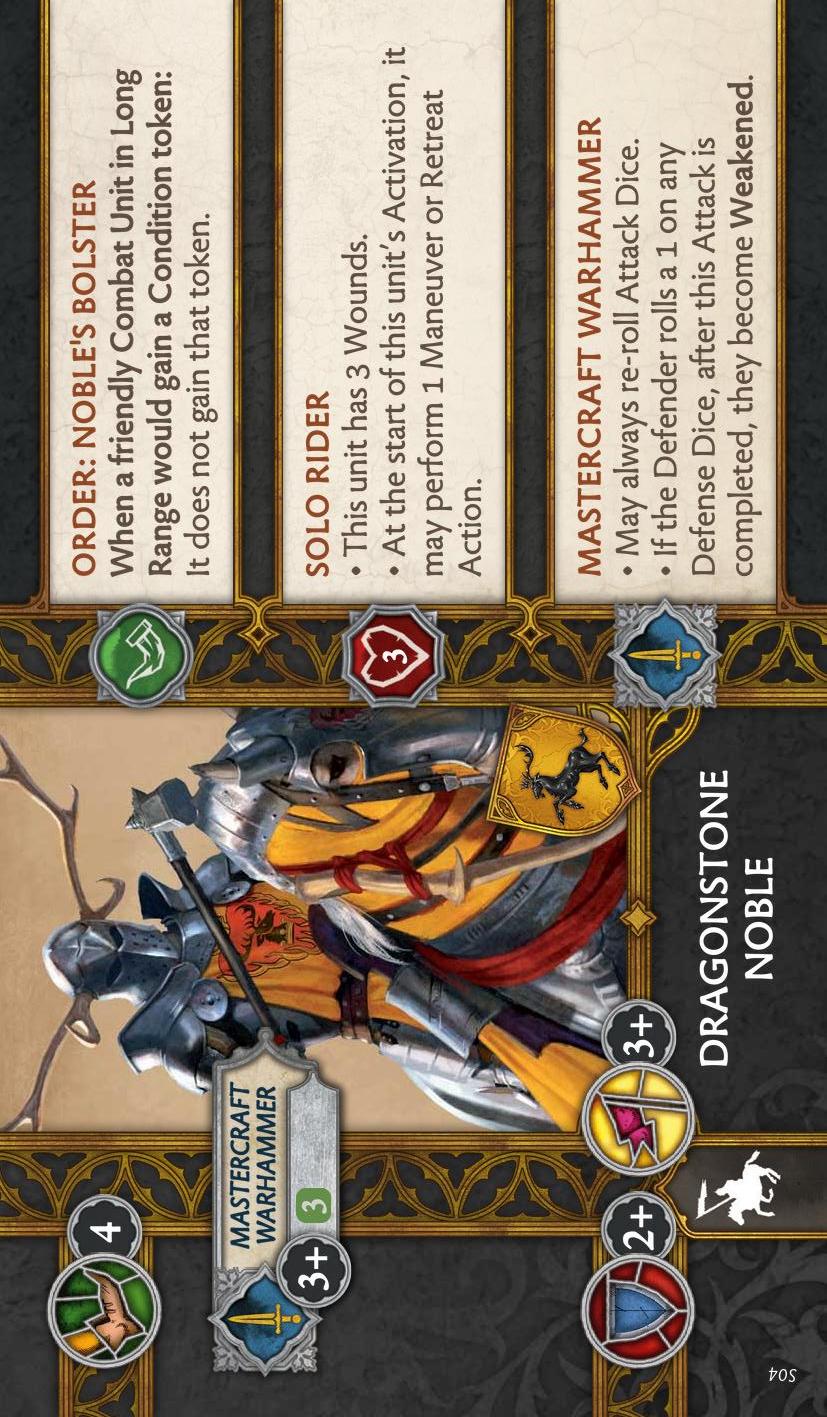 4
MASTERCRAFT
WARHAMMER
3+
3
2+
3+
DRAGONSTONE
NOBLE
S04
ORDER: NOBLE'S BOLSTER
When a friendly Combat Unit in Long
Range would gain a Condition token:
It does not gain that token.
3
SOLO RIDER
• This unit has 3 Wounds.
• At the start of this unit's Activation, it
may perform 1 Maneuver or Retreat
Action.
MASTERCRAFT WARHAMMER
• May always re-roll Attack Dice.
• If the Defender rolls a 1 on any
Defense Dice, after this Attack is
completed, they become Weakened.